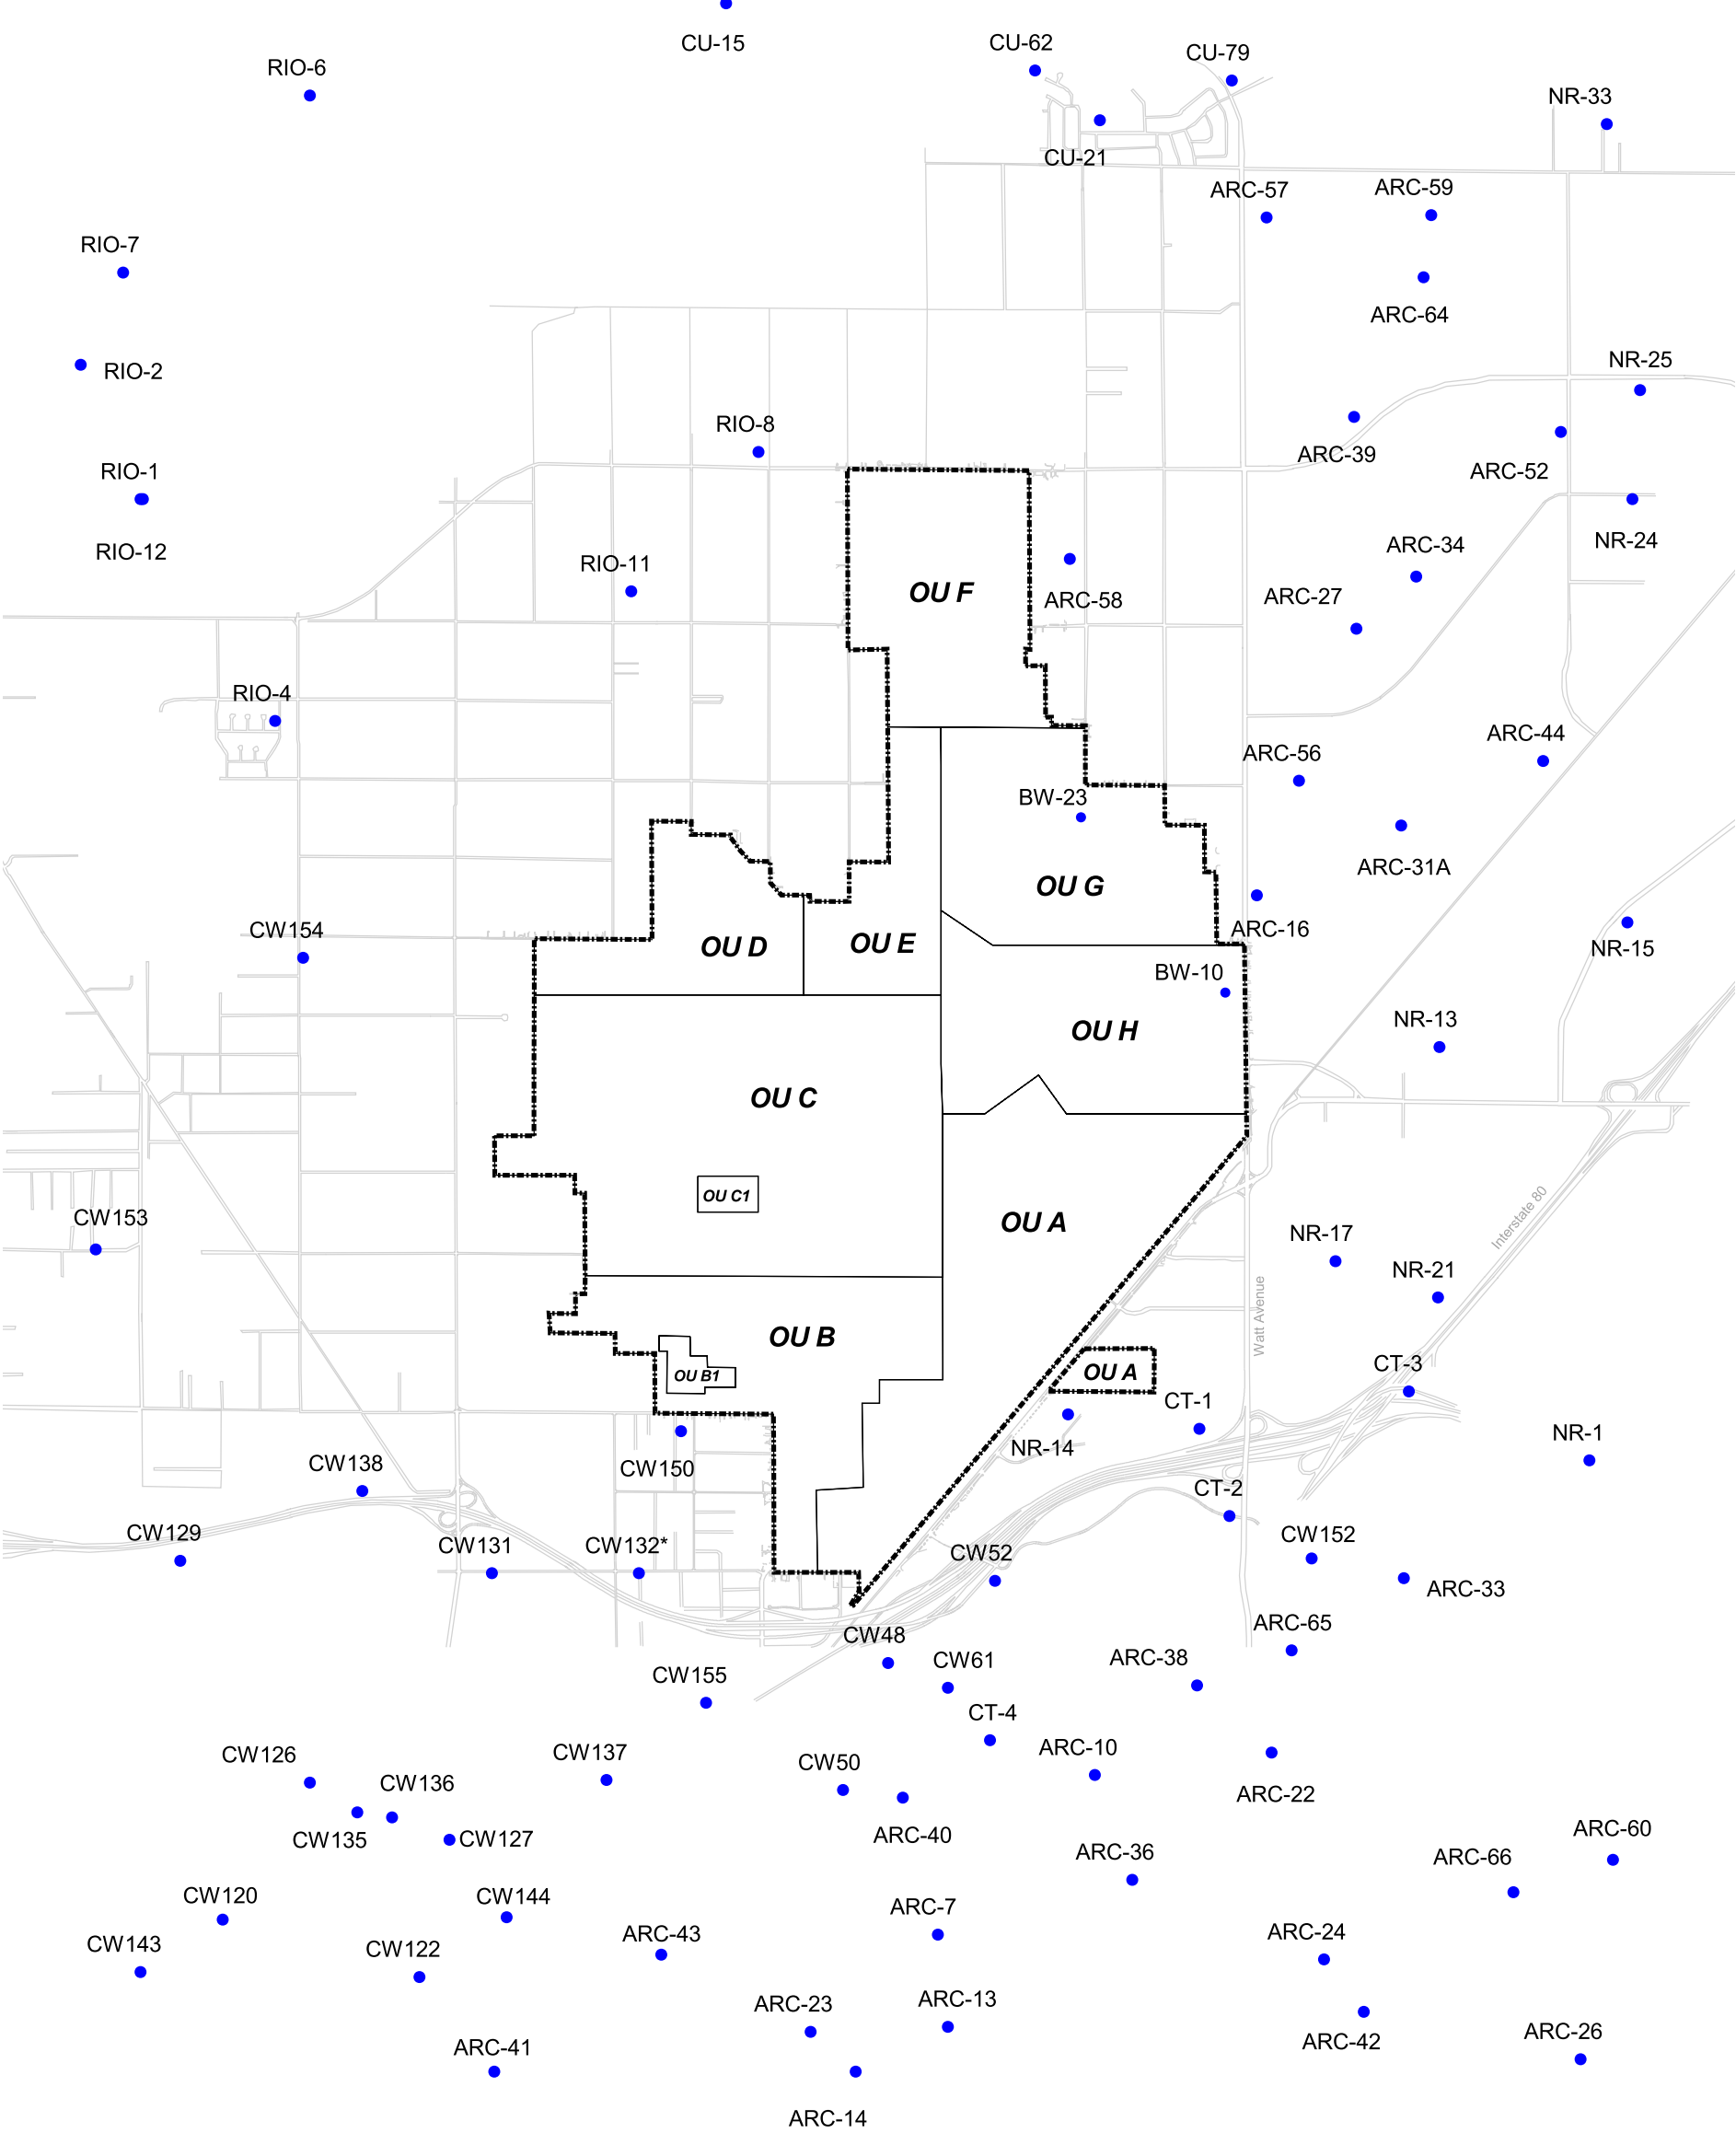 CU-15
CU-62
CU-79
RIO-6
NR-33
CU-21
ARC-57
ARC-59
RIO-7
ARC-64
RIO-2
NR-25
RIO-8
ARC-39
ARC-52
RIO-1
RIO-12
NR-24
ARC-34
RIO-11
OU F
ARC-58
ARC-27
RIO-4
ARC-44
ARC-56
BW-23
ARC-31A
OU G
CW154
OU D
OU E
ARC-16
NR-15
BW-10
NR-13
OU H
OU C
OU C1
CW153
OU A
NR-17
Interstate 80
NR-21
Watt Avenue
OU B
OU B1
OU A
CT-3
CT-1
NR-14
NR-1
CW138
CW150
CT-2
CW129
CW131
CW132*
CW52
CW152
ARC-33
CW48
ARC-65
CW155
CW61
ARC-38
CT-4
CW126
CW137
CW50
ARC-10
CW136
ARC-22
CW135
CW127
ARC-40
ARC-60
ARC-36
ARC-66
CW120
CW144
ARC-7
CW143
CW122
ARC-43
ARC-24
ARC-23
ARC-13
ARC-41
ARC-42
ARC-26
ARC-14